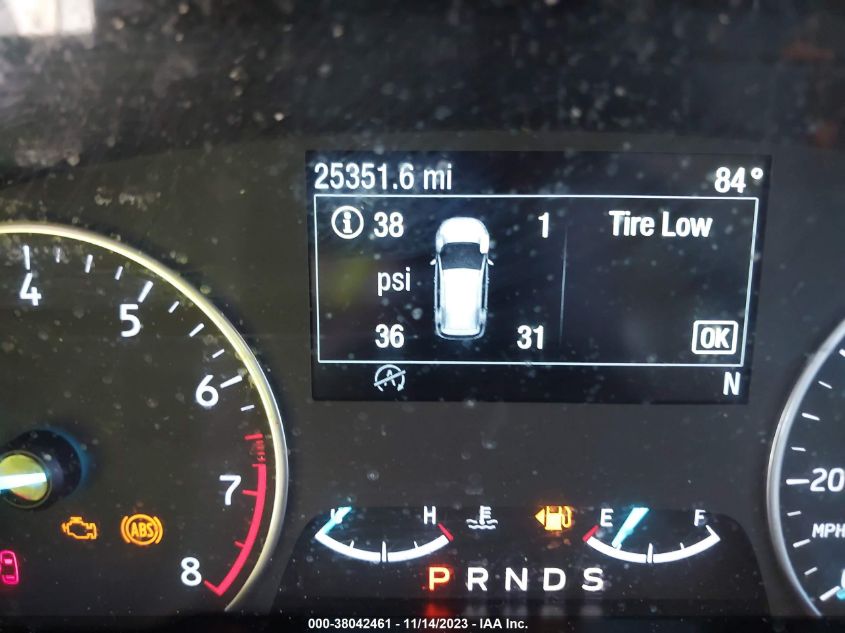 25351.6 mi 84°
38 1 Tire Low
psi
36 31 OK
N
4
5
6
7
8
ABS
H E F
P R N D S
20
MPH
000-38042461 - 11/14/2023 - IAA Inc.